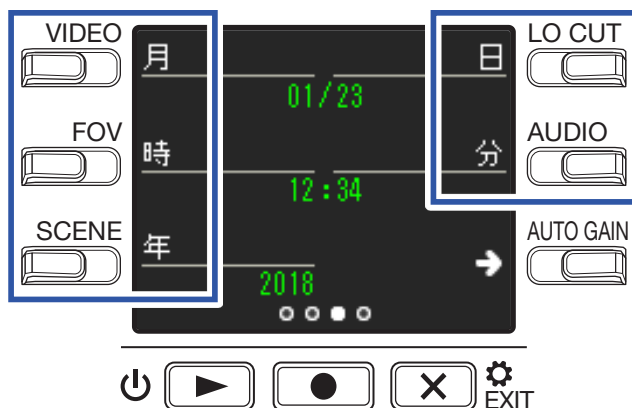 VIDEO
FOV
SCENE
月
日
01/23
時
分
12:34
年
2018
LO CUT
AUDIO
AUTO GAIN
EXIT